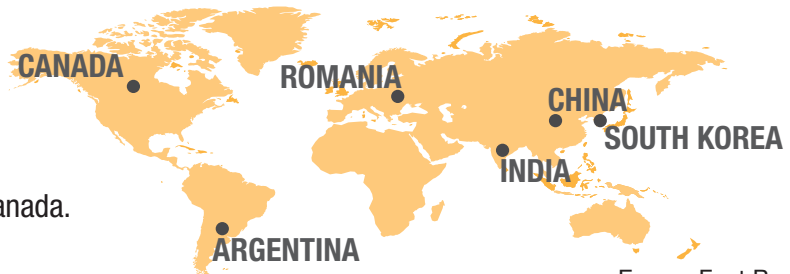 CANADA
ROMANIA
CHINA
SOUTH KOREA
INDIA
anada.
ARGENTINA